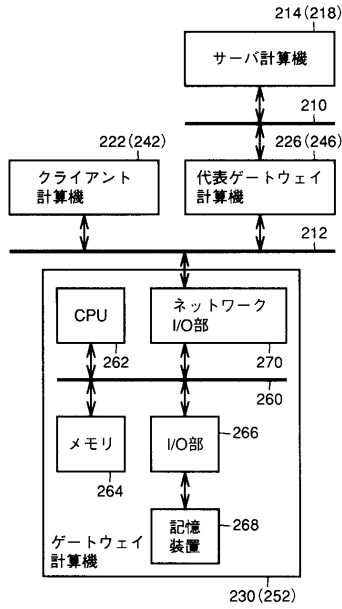 214(218)
サーバ計算機
210
222(242)
226(246)
クライアント
計算機
代表ゲートウェイ
計算機
212
CPU
ネットワーク
I/O部
262
270
260
メモリ
I/O部
266
264
記憶
装置
268
ゲートウェイ
計算機
230(252)